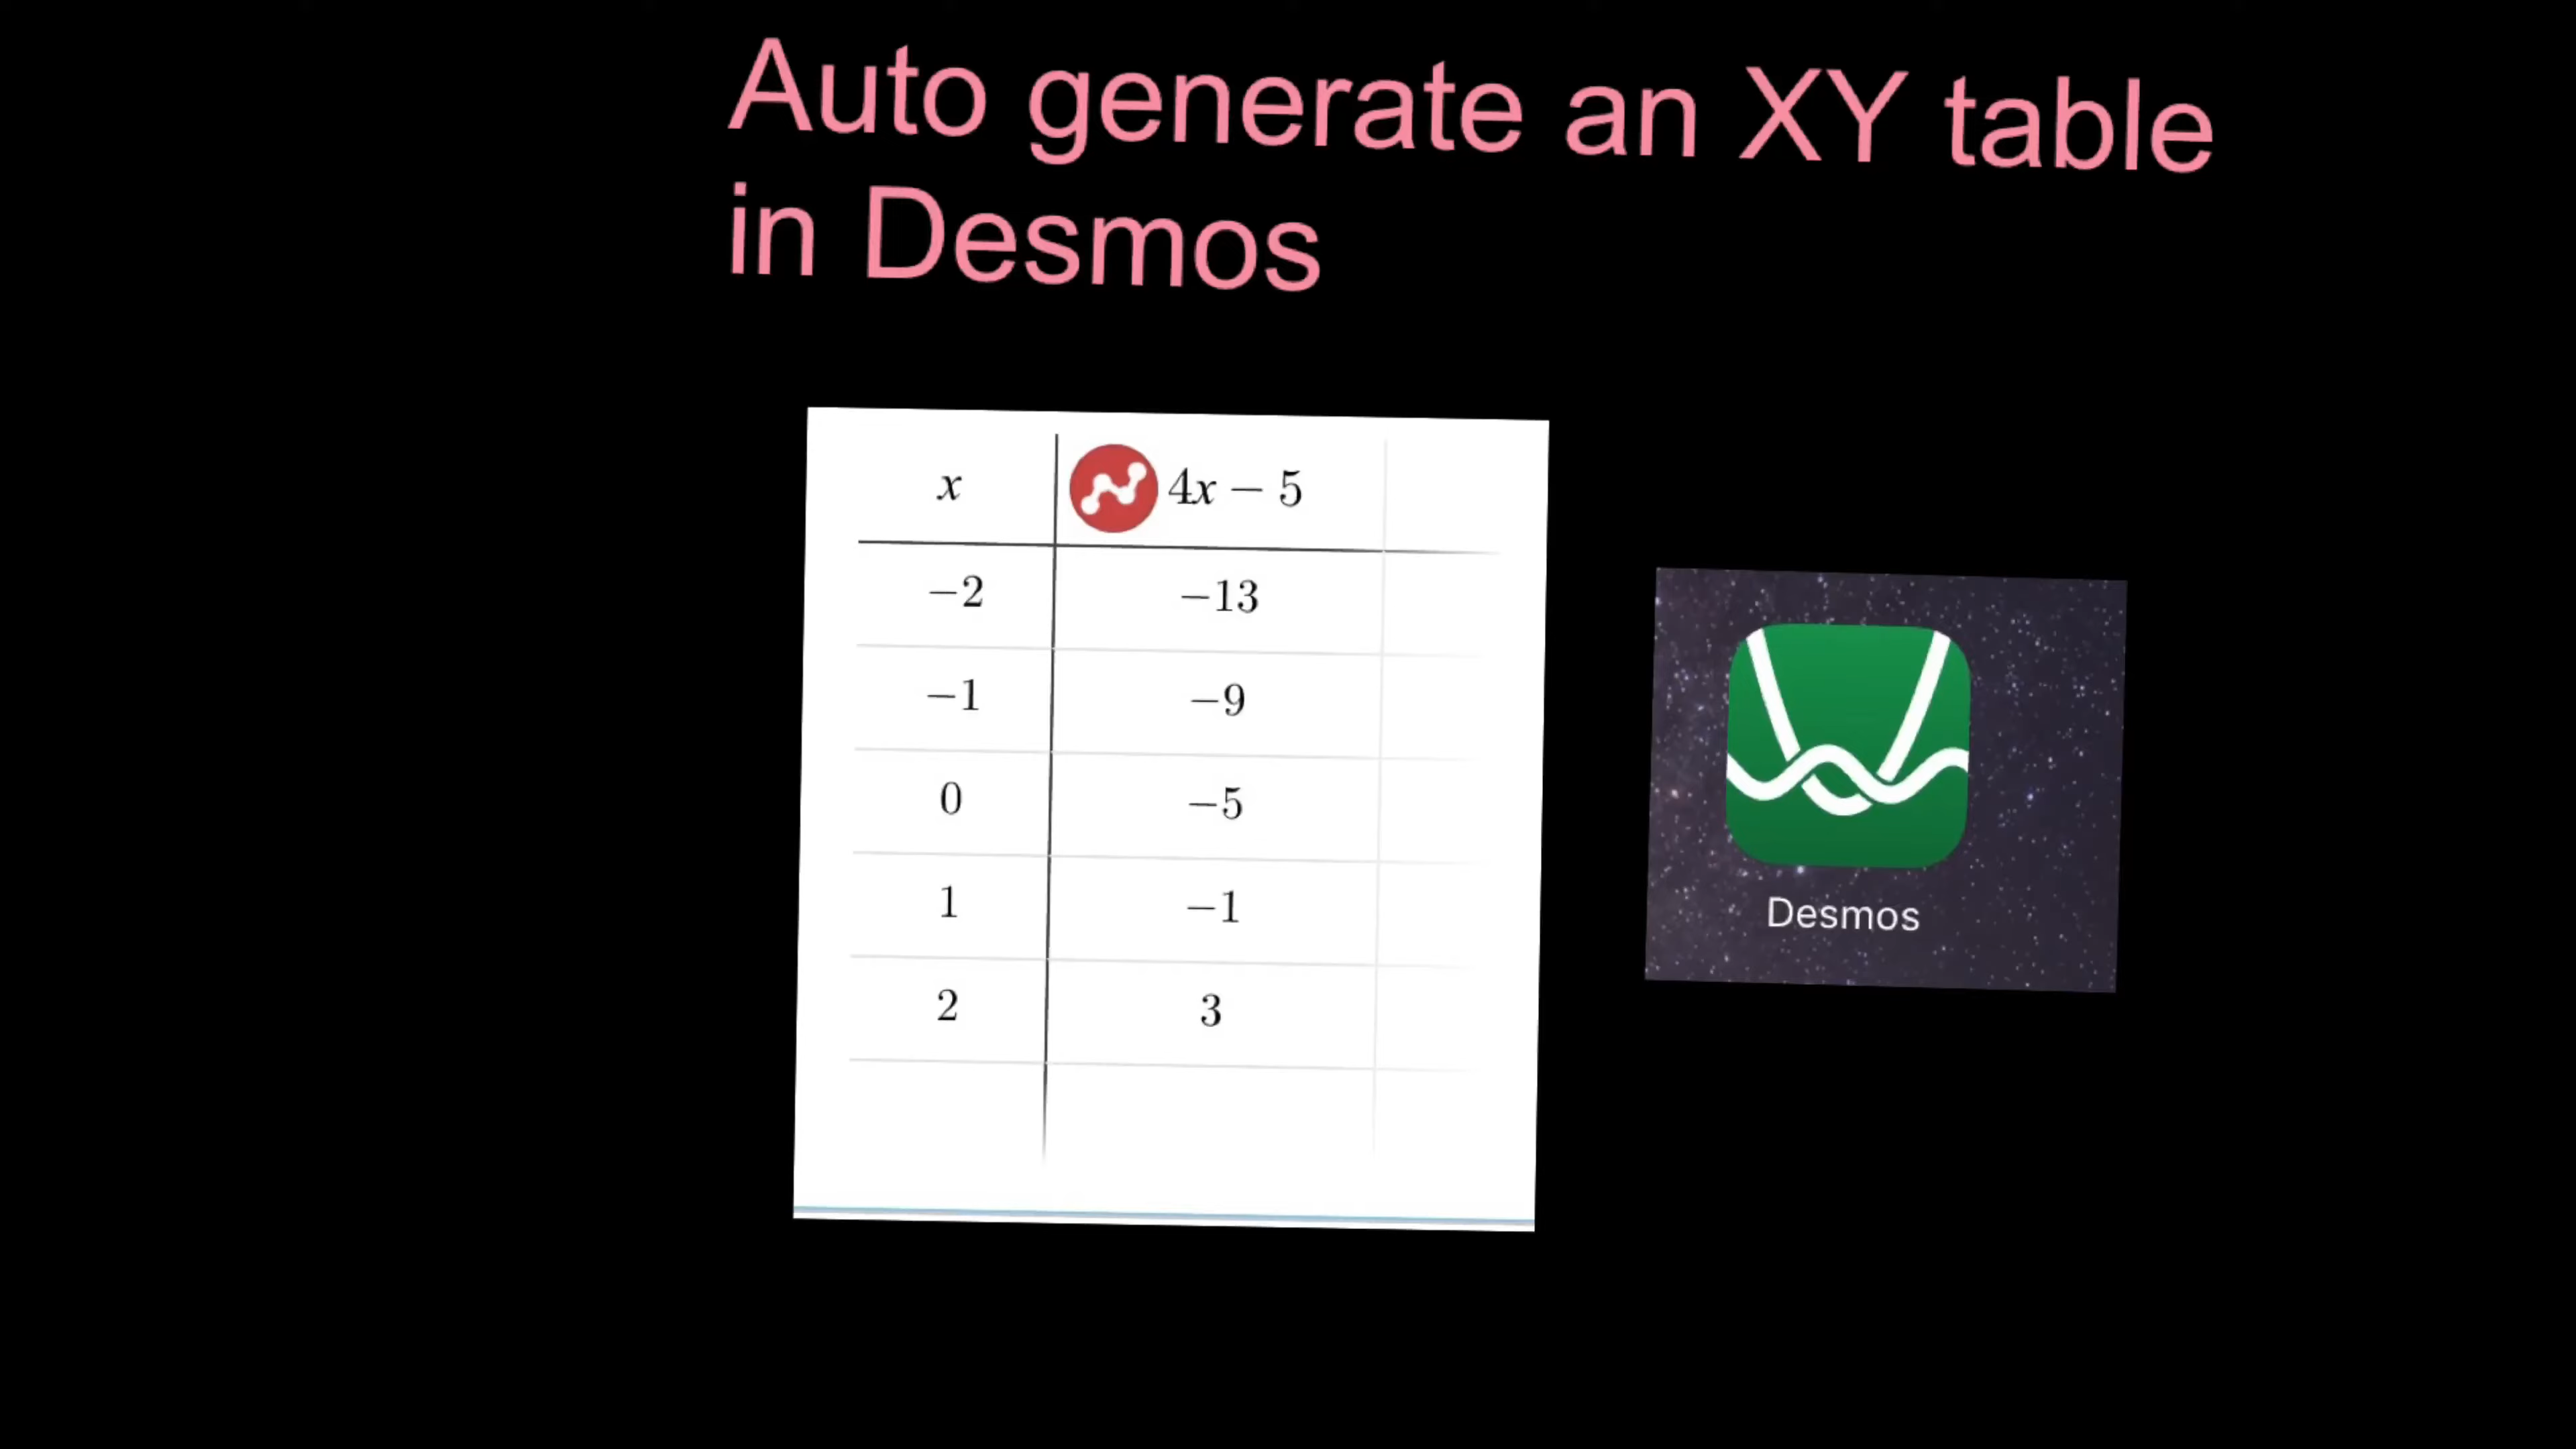 Auto generate an XY table
in Desmos
x 4x − 5
−2 −13
−1 −9
0 −5
1 −1
2 3
Desmos